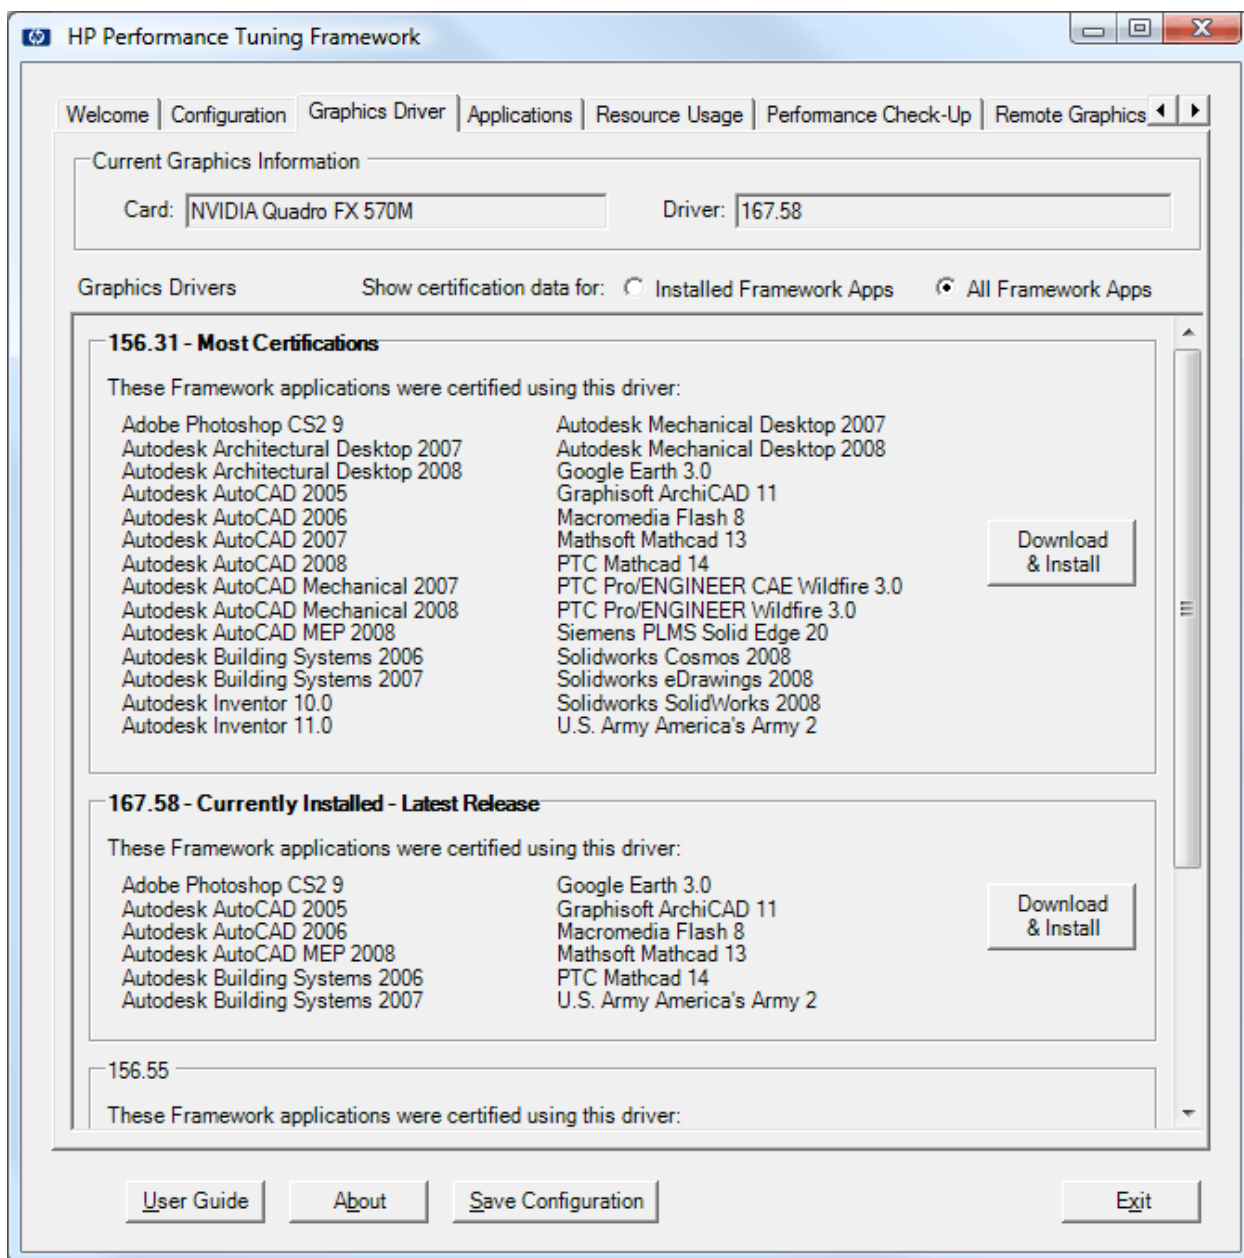 HP Performance Tuning Framework
Welcome Configuration Graphics Driver Applications Resource Usage Performance Check-Up Remote Graphics
Current Graphics Information
Card: NVIDIA Quadro FX 570M Driver: 167.58
Graphics Drivers Show certification data for: Installed Framework Apps All Framework Apps
156.31 - Most Certifications
These Framework applications were certified using this driver:
Adobe Photoshop CS2 9
Autodesk Architectural Desktop 2007
Autodesk Architectural Desktop 2008
Autodesk AutoCAD 2005
Autodesk AutoCAD 2006
Autodesk AutoCAD 2007
Autodesk AutoCAD 2008
Autodesk AutoCAD Mechanical 2007
Autodesk AutoCAD Mechanical 2008
Autodesk AutoCAD MEP 2008
Autodesk Building Systems 2006
Autodesk Building Systems 2007
Autodesk Inventor 10.0
Autodesk Inventor 11.0
Autodesk Mechanical Desktop 2007
Autodesk Mechanical Desktop 2008
Google Earth 3.0
Graphisoft ArchiCAD 11
Macromedia Flash 8
Mathsoft Mathcad 13
PTC Mathcad 14
PTC Pro/ENGINEER CAE Wildfire 3.0
PTC Pro/ENGINEER Wildfire 3.0
Siemens PLMS Solid Edge 20
Solidworks Cosmos 2008
Solidworks eDrawings 2008
Solidworks SolidWorks 2008
U.S. Army America's Army 2
Download
& Install
167.58 - Currently Installed - Latest Release
These Framework applications were certified using this driver:
Adobe Photoshop CS2 9
Autodesk AutoCAD 2005
Autodesk AutoCAD 2006
Autodesk AutoCAD MEP 2008
Autodesk Building Systems 2006
Autodesk Building Systems 2007
Google Earth 3.0
Graphisoft ArchiCAD 11
Macromedia Flash 8
Mathsoft Mathcad 13
PTC Mathcad 14
U.S. Army America's Army 2
Download
& Install
156.55
These Framework applications were certified using this driver:
User Guide About Save Configuration Exit